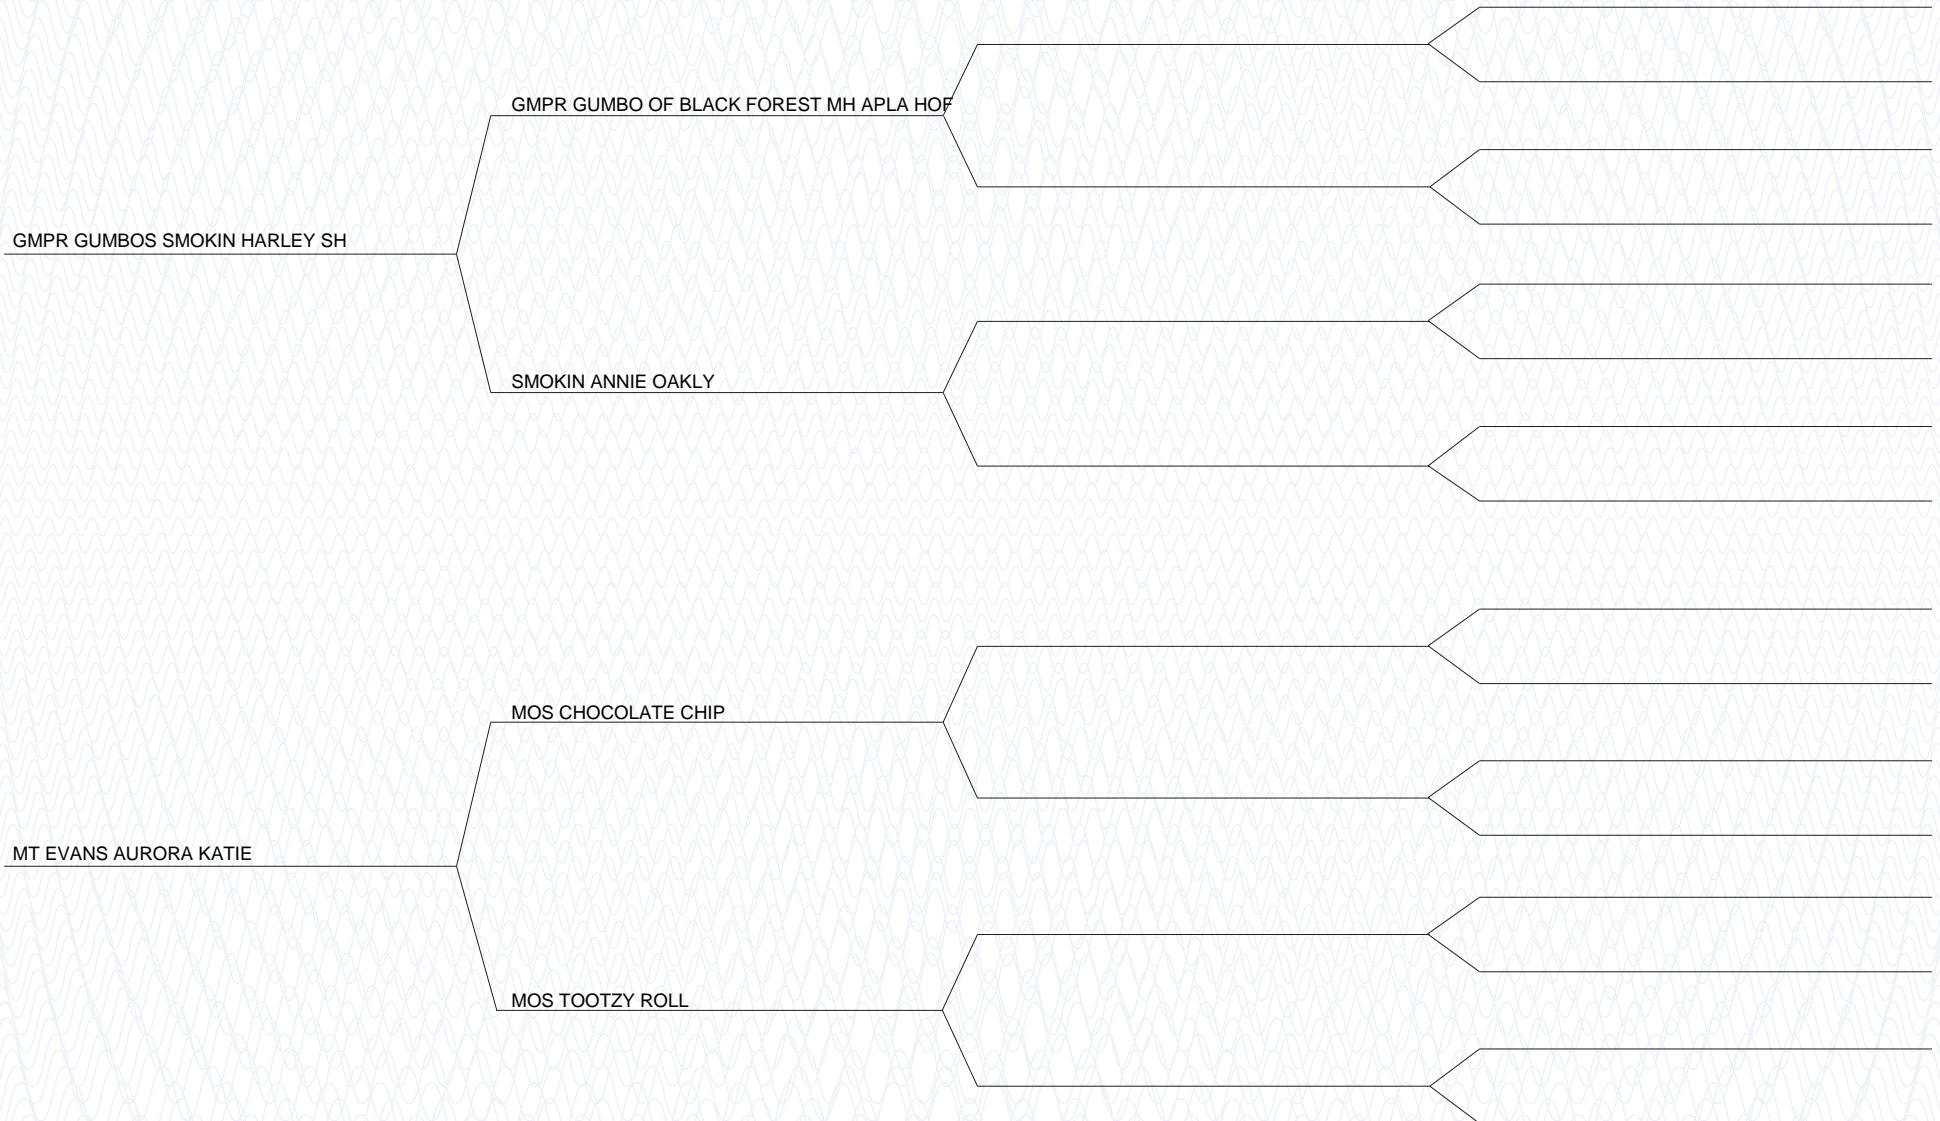 GMPR GUMBO OF BLACK FOREST MH APLA HOF
GMPR GUMBOS SMOKIN HARLEY SH
SMOKIN ANNIE OAKLY
MOS CHOCOLATE CHIP
MT EVANS AURORA KATIE
MOS TOOTZY ROLL